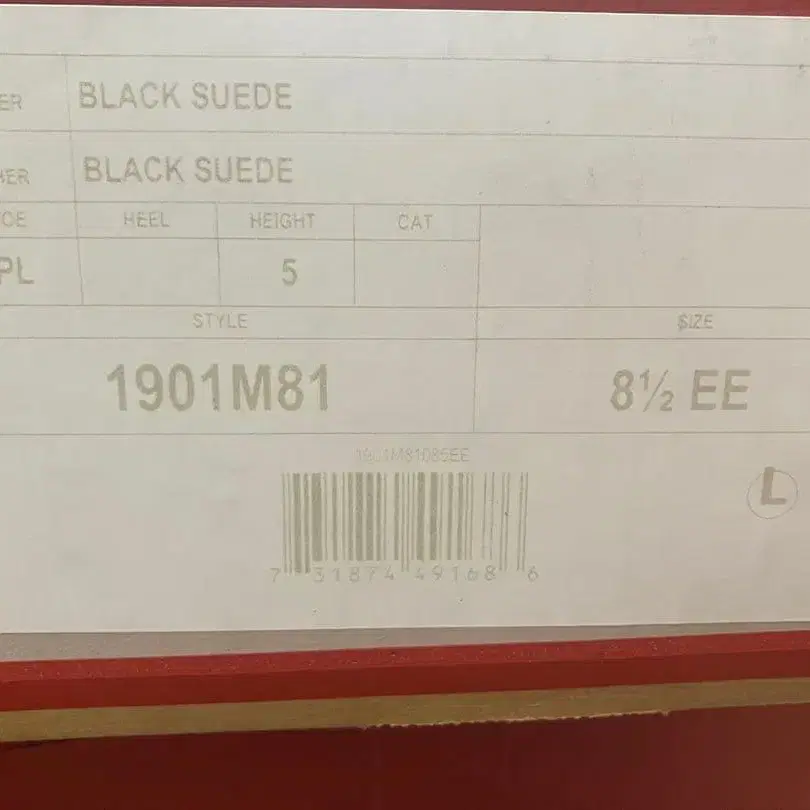 ER BLACK SUEDE
HER BLACK SUEDE
CE HEEL HEIGHT CAT
PL 5
STYLE SIZE
1901M81 8½ EE
1901M81085EE
L
7 31874 49168 6